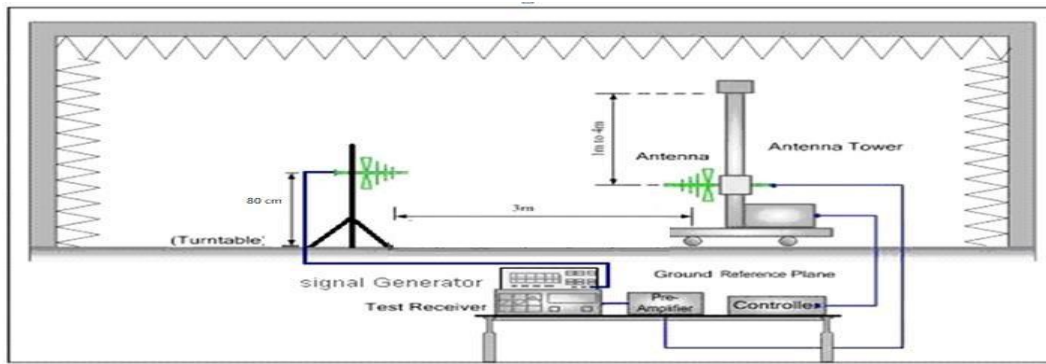 1m to 4m
Antenna Tower
Antenna
80 cm
3m
(Turntable)
Ground Reference Plane
signal Generator
Test Receiver
Pre-
Amplifier
Controller